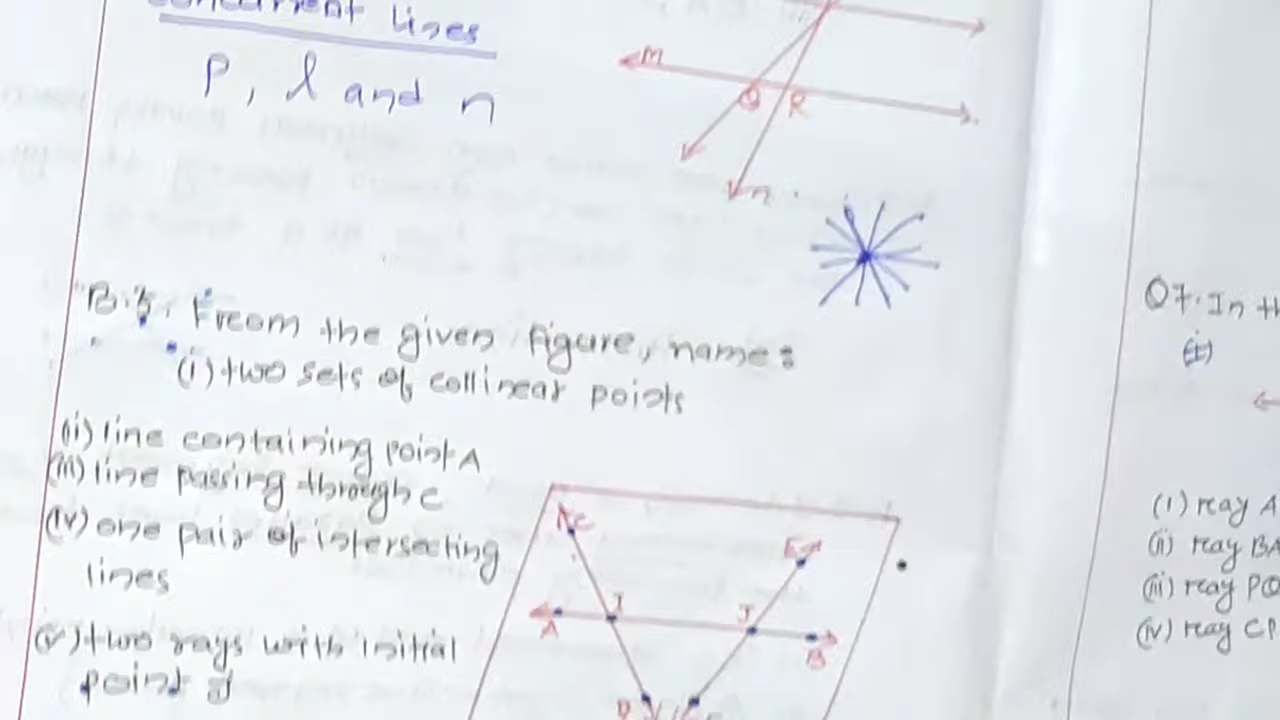 concurrent lines
P, l and n
M
Q
R
n
B.3. From the given figure, name:
(i) two sets of collinear points
(ii) line containing point A
(iii) line passing through C
(iv) one pair of intersecting
lines
(v) two rays with initial
point J
C
E
I
J
A
B
D
Q7. In th
(i)
(i) ray A
(ii) ray BA
(iii) ray PQ
(iv) ray CP